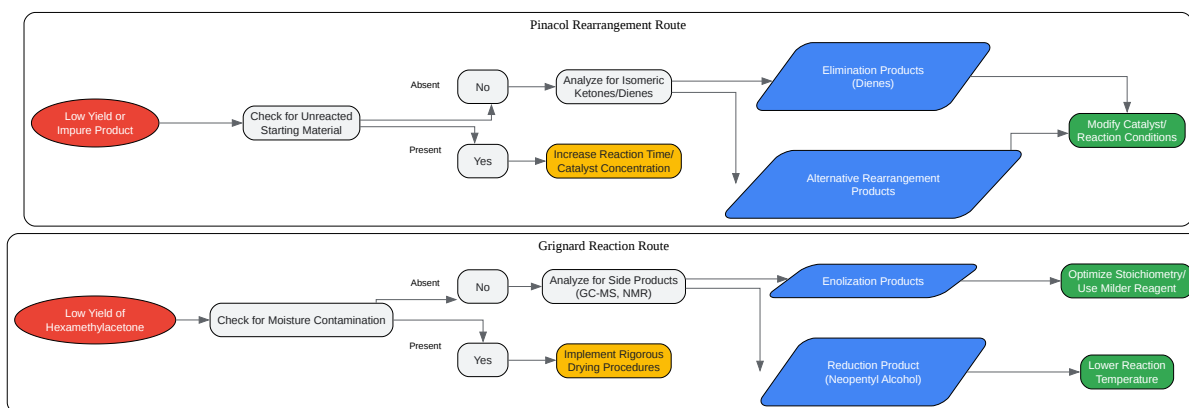 Pinacol Rearrangement Route
Low Yield or
Impure Product
Check for Unreacted
Starting Material
Absent
No
Analyze for Isomeric
Ketones/Dienes
Elimination Products
(Dienes)
Present
Yes
Increase Reaction Time/
Catalyst Concentration
Alternative Rearrangement
Products
Modify Catalyst/
Reaction Conditions
Grignard Reaction Route
Low Yield of
Hexamethylacetone
Check for Moisture Contamination
Absent
No
Analyze for Side Products
(GC-MS, NMR)
Enolization Products
Optimize Stoichiometry/
Use Milder Reagent
Present
Yes
Implement Rigorous
Drying Procedures
Reduction Product
(Neopentyl Alcohol)
Lower Reaction
Temperature